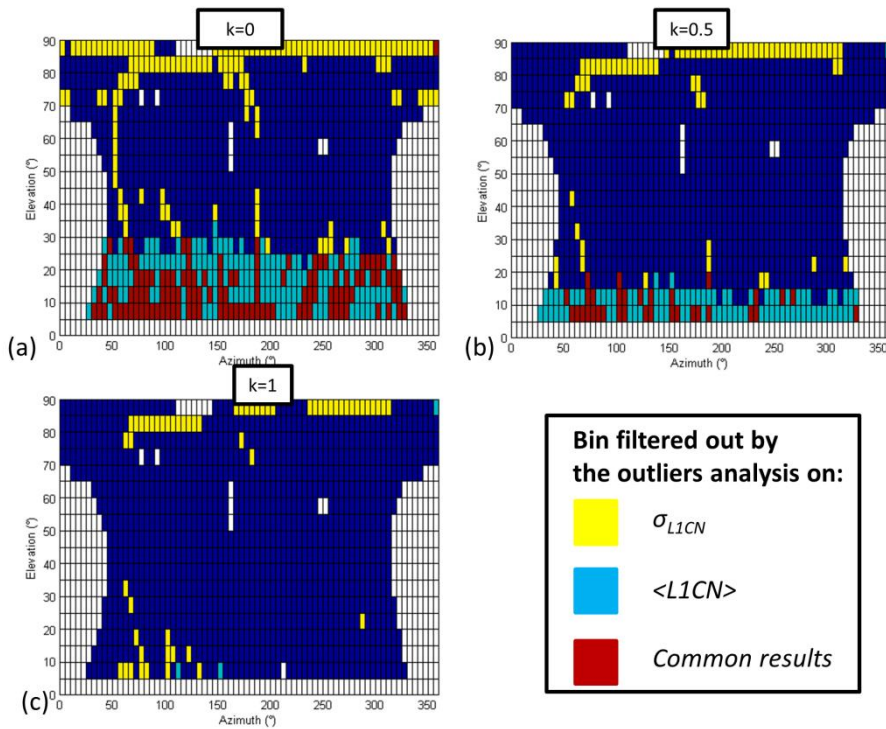 k=0
90
80
70
60
50
40
30
20
10
0
Elevation (°)
0 50 100 150 200 250 300 350
Azimuth (°)
(a)
k=0.5
90
80
70
60
50
40
30
20
10
0
Elevation (°)
0 50 100 150 200 250 300 350
Azimuth (°)
(b)
k=1
90
80
70
60
50
40
30
20
10
0
Elevation (°)
0 50 100 150 200 250 300 350
Azimuth (°)
(c)
Bin filtered out by
the outliers analysis on:
σL1CN
<L1CN>
Common results